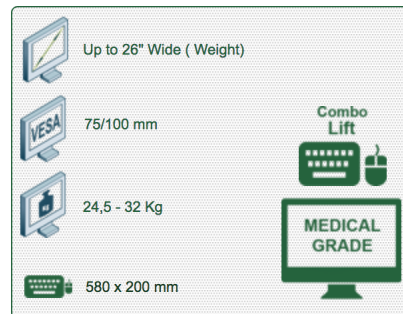 Up to 26" Wide ( Weight)
VESA
75/100 mm
24,5 - 32 Kg
580 x 200 mm
Combo
Lift
MEDICAL
GRADE